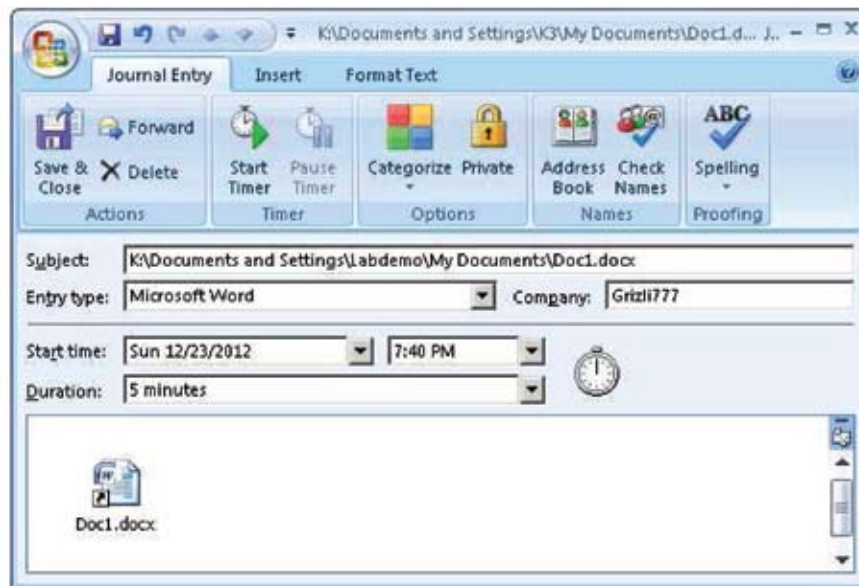 K:\Documents and Settings\K3\My Documents\Doc1.d... J..
Journal Entry Insert Format Text
Save & Close
Forward
Delete
Actions
Start Timer
Pause Timer
Timer
Categorize
Private
Options
Address Book
Check Names
Names
ABC
Spelling
Proofing
Subject: K:\Documents and Settings\Labdemo\My Documents\Doc1.docx
Entry type: Microsoft Word Company: Grizli777
Start time: Sun 12/23/2012 7:40 PM
Duration: 5 minutes
Doc1.docx